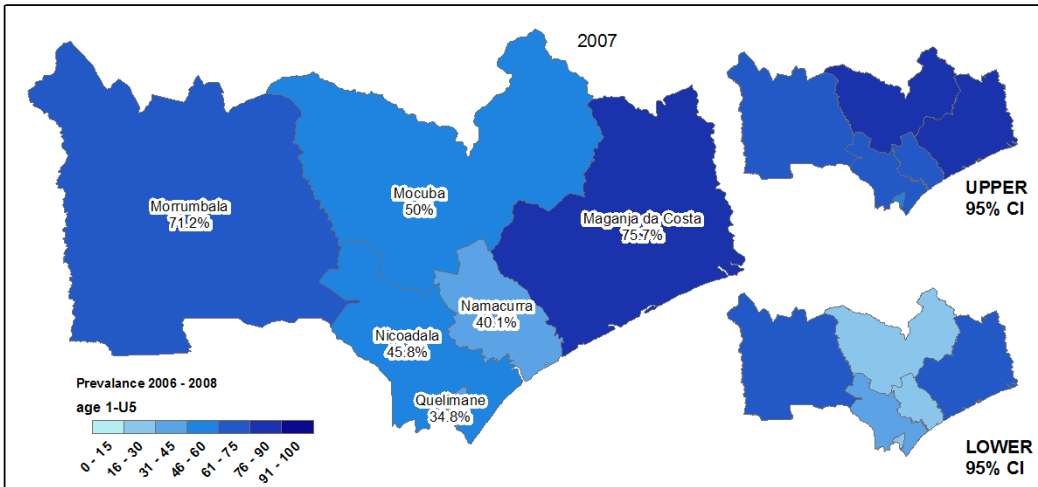 2007
Morrumbala
71.2%
Mocuba
50%
Maganja da Costa
75.7%
Namacurra
40.1%
Nicoadala
45.8%
Quelimane
34.8%
Prevalance 2006 - 2008
age 1-U5
0 - 15
16 - 30
31 - 45
46 - 60
61 - 75
76 - 90
91 - 100
UPPER
95% CI
LOWER
95% CI